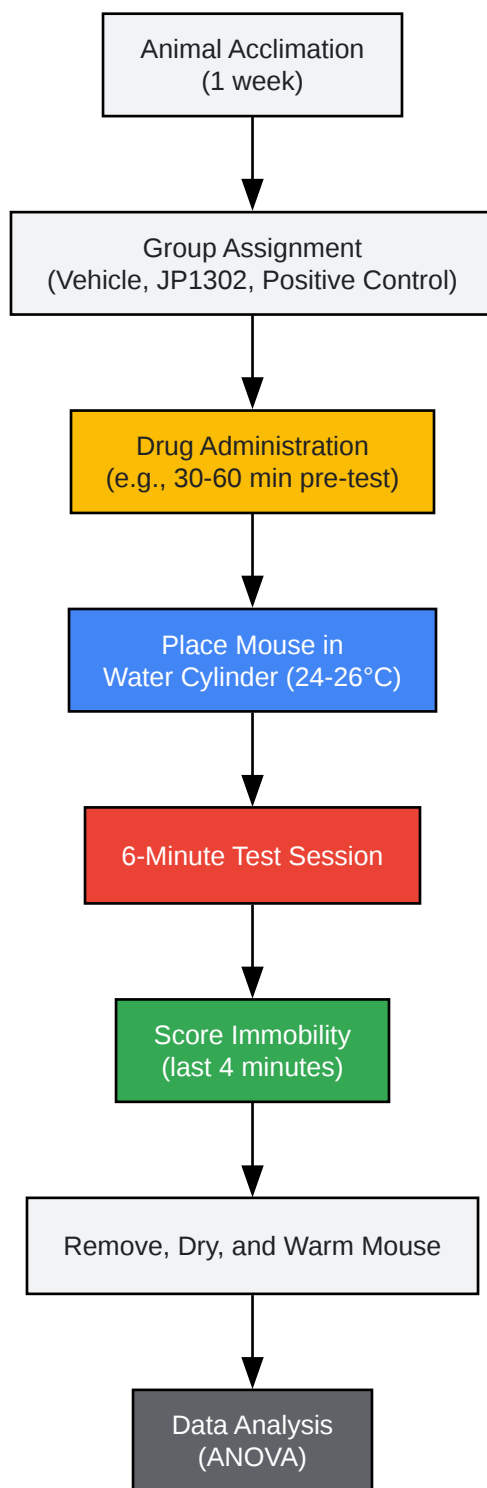 Animal Acclimation
(1 week)
Group Assignment
(Vehicle, JP1302, Positive Control)
Drug Administration
(e.g., 30-60 min pre-test)
Place Mouse in
Water Cylinder (24-26°C)
6-Minute Test Session
Score Immobility
(last 4 minutes)
Remove, Dry, and Warm Mouse
Data Analysis
(ANOVA)